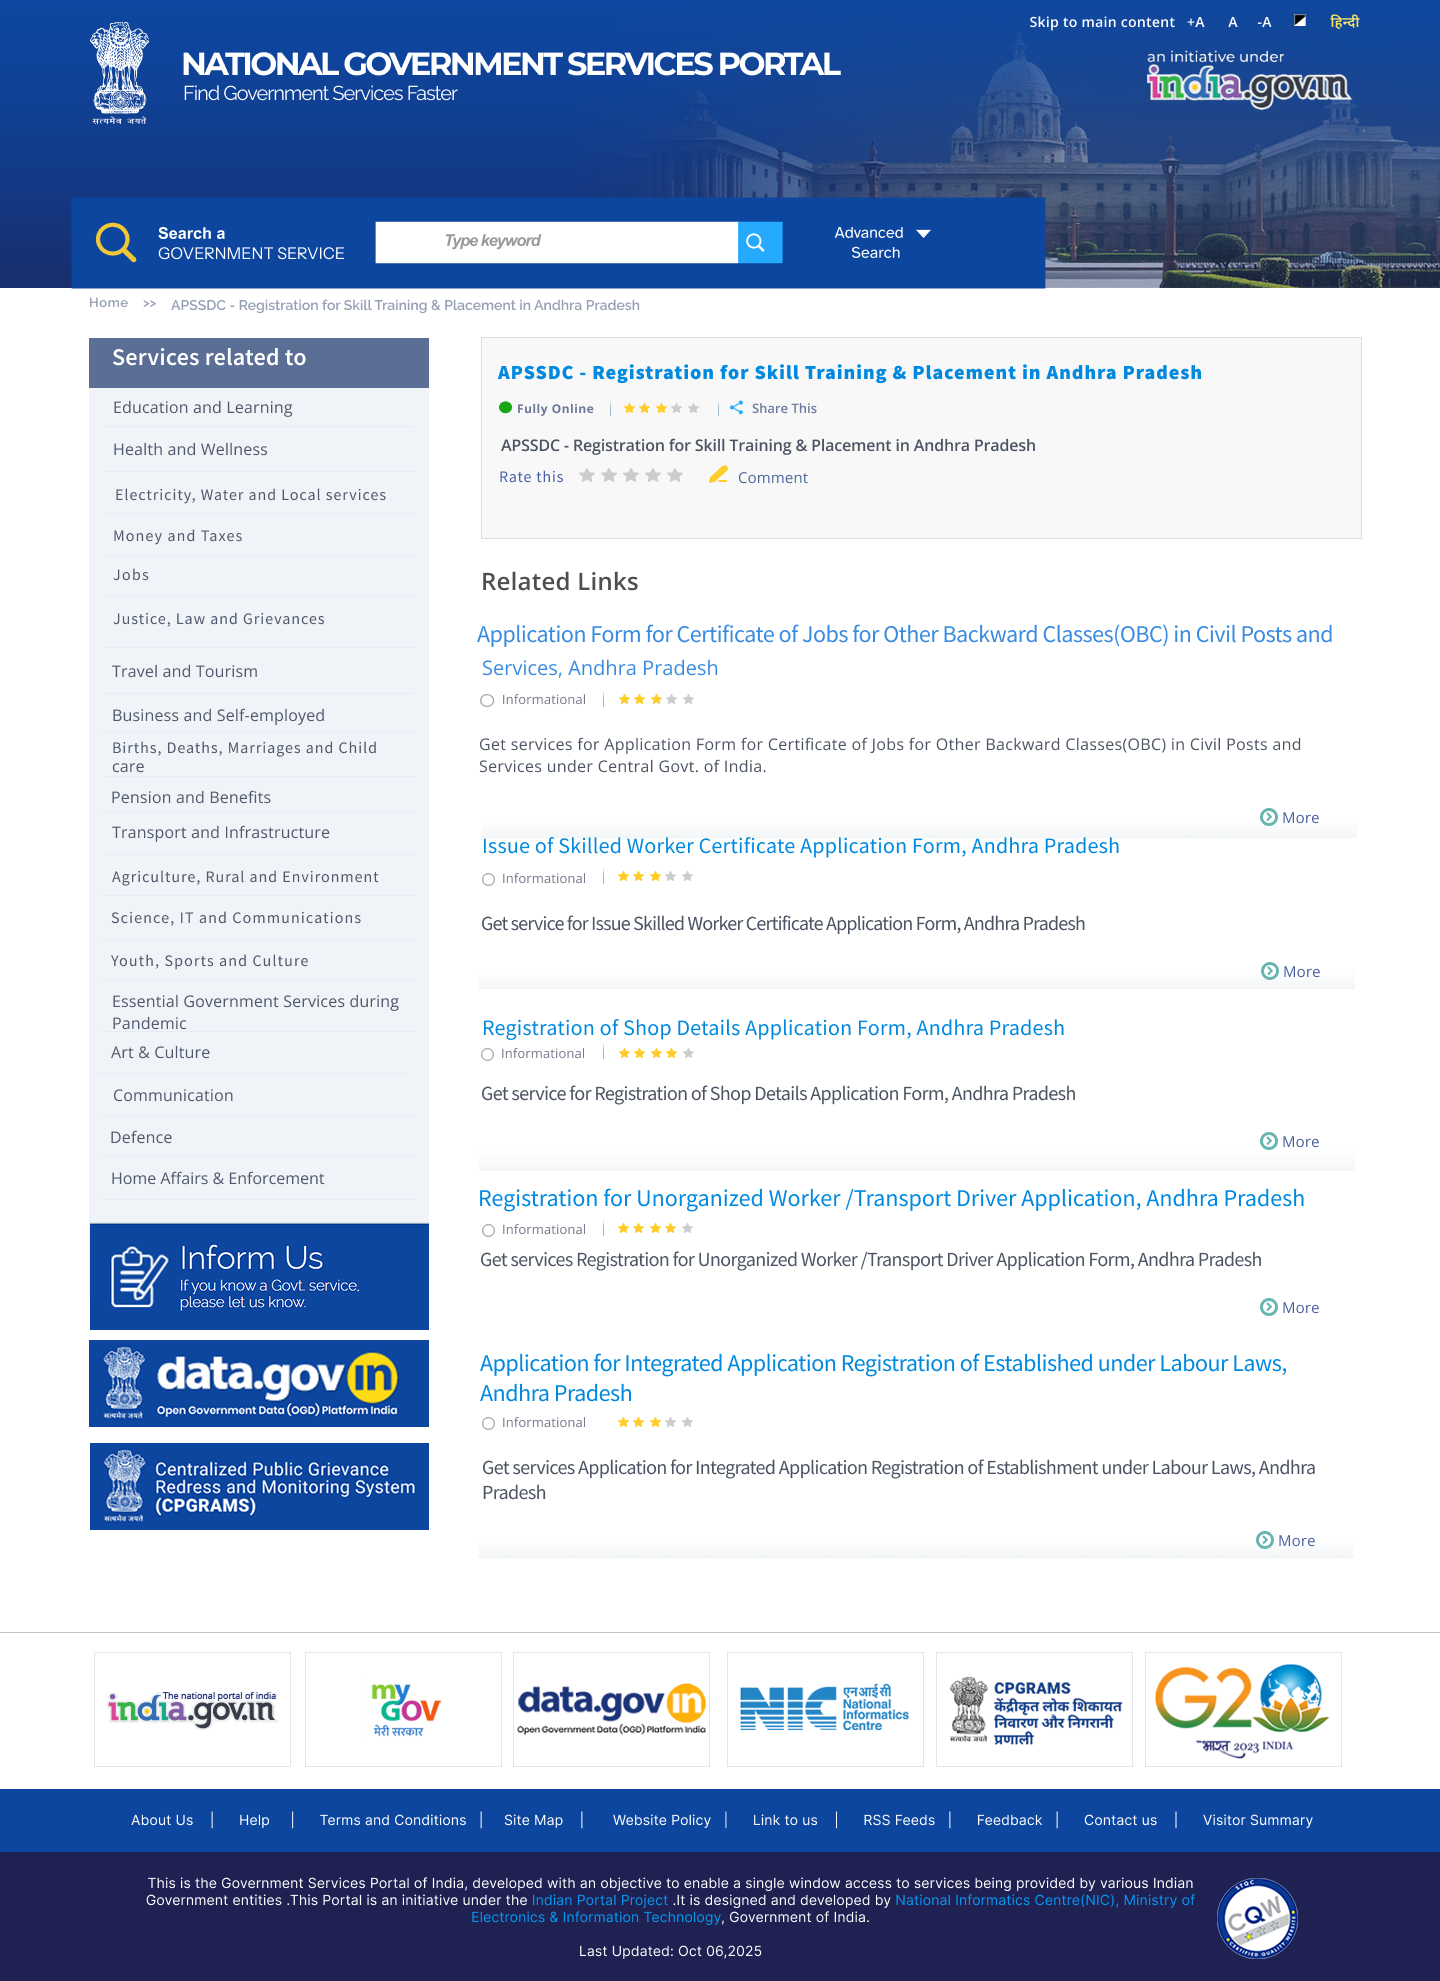 Skip to main content +A A -A हिन्दी
सत्यमेव जयते
NATIONAL GOVERNMENT SERVICES PORTAL
Find Government Services Faster
an initiative under
india.gov.in
Search a
GOVERNMENT SERVICE
Type keyword
Advanced
Search
Home >> APSSDC - Registration for Skill Training & Placement in Andhra Pradesh
Services related to
Education and Learning
Health and Wellness
Electricity, Water and Local services
Money and Taxes
Jobs
Justice, Law and Grievances
Travel and Tourism
Business and Self-employed
Births, Deaths, Marriages and Child
care
Pension and Benefits
Transport and Infrastructure
Agriculture, Rural and Environment
Science, IT and Communications
Youth, Sports and Culture
Essential Government Services during
Pandemic
Art & Culture
Communication
Defence
Home Affairs & Enforcement
Inform Us
If you know a Govt. service,
please let us know.
data.gov in
Open Government Data (OGD) Platform India
सत्यमेव जयते
Centralized Public Grievance
Redress and Monitoring System
(CPGRAMS)
सत्यमेव जयते
APSSDC - Registration for Skill Training & Placement in Andhra Pradesh
Fully Online | | Share This
APSSDC - Registration for Skill Training & Placement in Andhra Pradesh
Rate this Comment
Related Links
Application Form for Certificate of Jobs for Other Backward Classes(OBC) in Civil Posts and
Services, Andhra Pradesh
Informational |
Get services for Application Form for Certificate of Jobs for Other Backward Classes(OBC) in Civil Posts and
Services under Central Govt. of India.
More
Issue of Skilled Worker Certificate Application Form, Andhra Pradesh
Informational |
Get service for Issue Skilled Worker Certificate Application Form, Andhra Pradesh
More
Registration of Shop Details Application Form, Andhra Pradesh
Informational |
Get service for Registration of Shop Details Application Form, Andhra Pradesh
More
Registration for Unorganized Worker /Transport Driver Application, Andhra Pradesh
Informational |
Get services Registration for Unorganized Worker /Transport Driver Application Form, Andhra Pradesh
More
Application for Integrated Application Registration of Established under Labour Laws,
Andhra Pradesh
Informational
Get services Application for Integrated Application Registration of Establishment under Labour Laws, Andhra
Pradesh
More
The national portal of india
india.gov.in
my
GOV
मेरी सरकार
data.gov in
Open Government Data (OGD) Platform India
NIC एनआईसी
National
Informatics
Centre
CPGRAMS
केंद्रीकृत लोक शिकायत
निवारण और निगरानी
प्रणाली
सत्यमेव जयते
G20
भारत 2023 INDIA
About Us | Help | Terms and Conditions | Site Map | Website Policy | Link to us | RSS Feeds | Feedback | Contact us | Visitor Summary
This is the Government Services Portal of India, developed with an objective to enable a single window access to services being provided by various Indian
Government entities .This Portal is an initiative under the Indian Portal Project .It is designed and developed by National Informatics Centre(NIC), Ministry of
Electronics & Information Technology, Government of India.
Last Updated: Oct 06,2025
STQC
CQW
CERTIFIED QUALITY WEBSITE